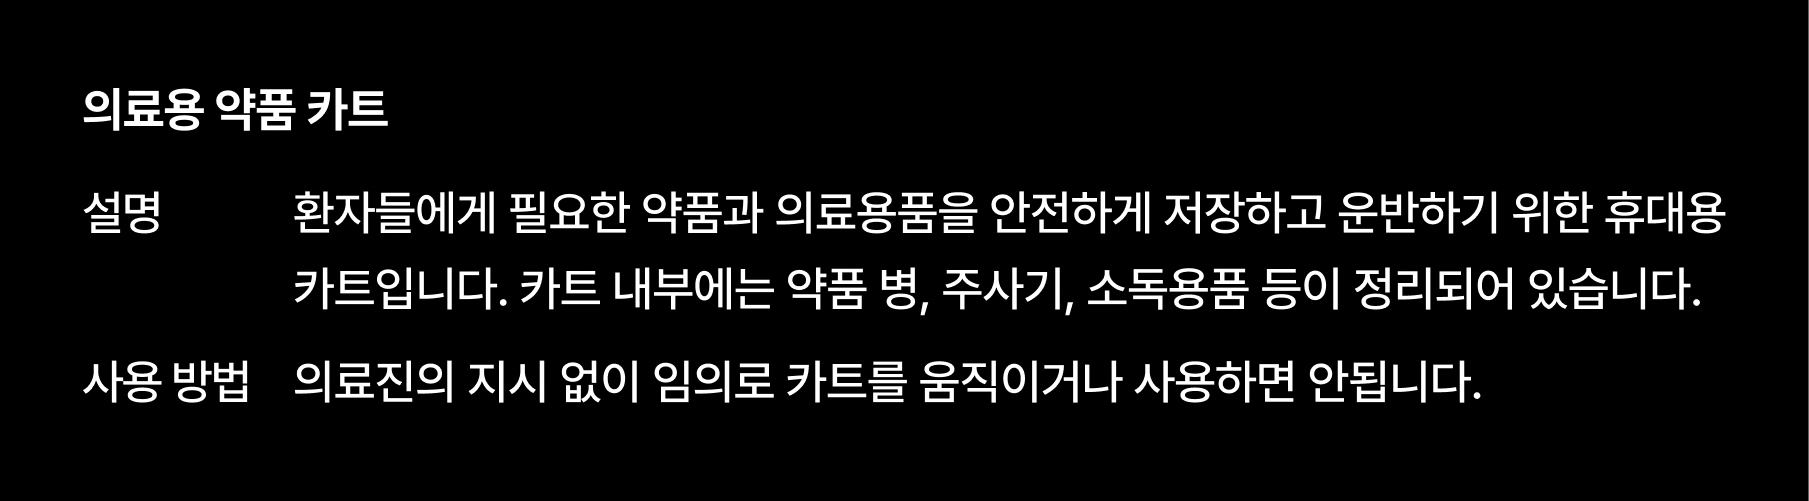 의료용 약품 카트
설명 환자들에게 필요한 약품과 의료용품을 안전하게 저장하고 운반하기 위한 휴대용
카트입니다. 카트 내부에는 약품 병, 주사기, 소독용품 등이 정리되어 있습니다.
사용 방법 의료진의 지시 없이 임의로 카트를 움직이거나 사용하면 안됩니다.